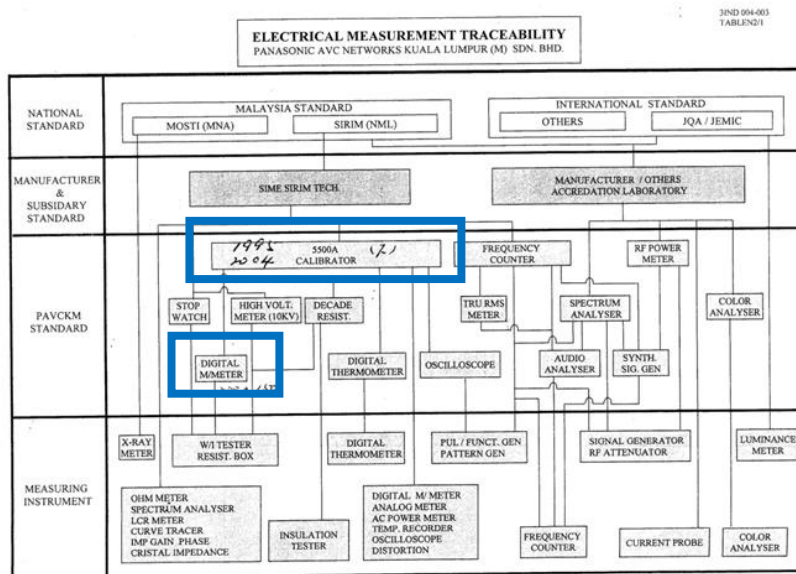 3IND 004-003
TABLEN2/1
ELECTRICAL MEASUREMENT TRACEABILITY
PANASONIC AVC NETWORKS KUALA LUMPUR (M) SDN. BHD.
NATIONAL
STANDARD
MALAYSIA STANDARD
MOSTI (MNA)
SIRIM (NML)
INTERNATIONAL STANDARD
OTHERS
JQA / JEMIC
MANUFACTURER
&
SUBSIDARY
STANDARD
SIME SIRIM TECH.
MANUFACTURER / OTHERS
ACCREDATION LABORATORY
PAVCKM
STANDARD
1995
2004
5500A
CALIBRATOR
FREQUENCY
COUNTER
RF POWER
METER
STOP
WATCH
HIGH VOLT.
METER (10KV)
DECADE
RESIST.
TRU RMS
METER
SPECTRUM
ANALYSER
COLOR
ANALYSER
DIGITAL
M/METER
DIGITAL
THERMOMETER
OSCILLOSCOPE
AUDIO
ANALYSER
SYNTH.
SIG. GEN
MEASURING
INSTRUMENT
X-RAY
METER
W/I TESTER
RESIST. BOX
DIGITAL
THERMOMETER
PUL / FUNCT. GEN
PATTERN GEN
SIGNAL GENERATOR
RF ATTENUATOR
LUMINANCE
METER
OHM METER
SPECTRUM ANALYSER
LCR METER
CURVE TRACER
IMP GAIN PHASE
CRISTAL IMPEDANCE
INSULATION
TESTER
DIGITAL M/ METER
ANALOG METER
AC POWER METER
TEMP. RECORDER
OSCILLOSCOPE
DISTORTION
FREQUENCY
COUNTER
CURRENT PROBE
COLOR
ANALYSER